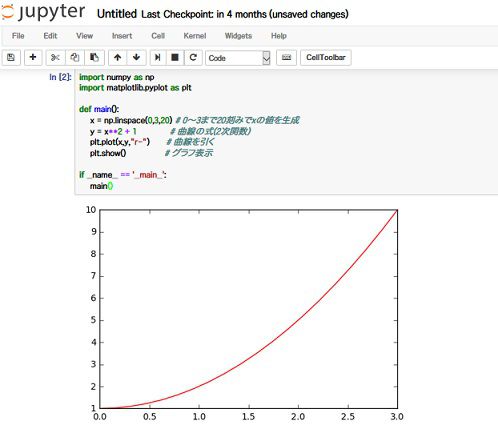 jupyter Untitled Last Checkpoint: in 4 months (unsaved changes)
File Edit View Insert Cell Kernel Widgets Help
Code CellToolbar
In [2]: import numpy as np
import matplotlib.pyplot as plt
def main():
x = np.linspace(0,3,20) # 0～3まで20刻みでxの値を生成
y = x**2 + 1 # 曲線の式(2次関数)
plt.plot(x,y,"r-") # 曲線を引く
plt.show() # グラフ表示
if _name_ == '_main_':
main()
10
9
8
7
6
5
4
3
2
1
0.0 0.5 1.0 1.5 2.0 2.5 3.0